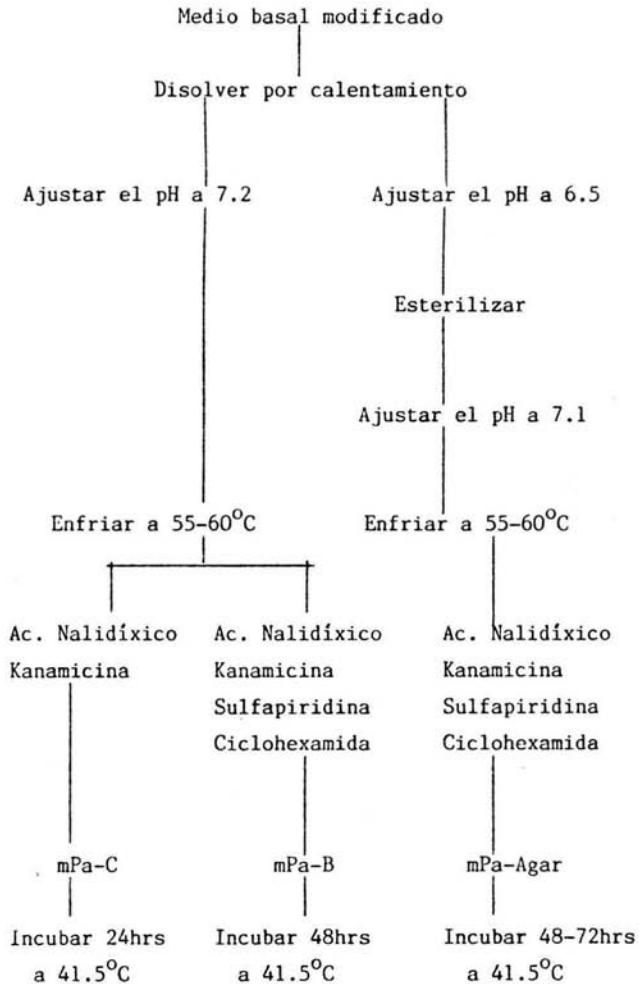 Medio basal modificado
Disolver por calentamiento
Ajustar el pH a 7.2
Ajustar el pH a 6.5
Esterilizar
Ajustar el pH a 7.1
Enfriar a 55-60°C
Enfriar a 55-60°C
Ac. Nalidíxico
Kanamicina
Ac. Nalidíxico
Kanamicina
Sulfapiridina
Ciclohexamida
Ac. Nalidíxico
Kanamicina
Sulfapiridina
Ciclohexamida
mPa-C
mPa-B
mPa-Agar
Incubar 24hrs
a 41.5°C
Incubar 48hrs
a 41.5°C
Incubar 48-72hrs
a 41.5°C